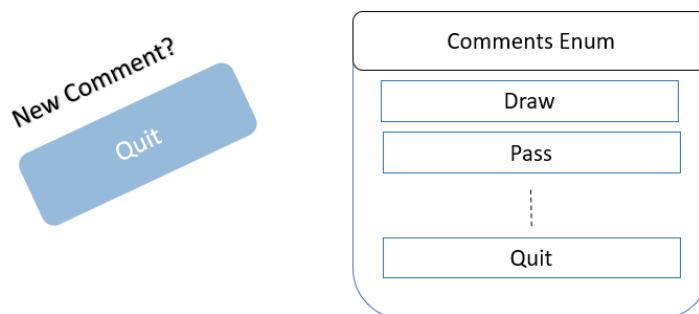 New Comment?
Quit
Comments Enum
Draw
Pass
Quit